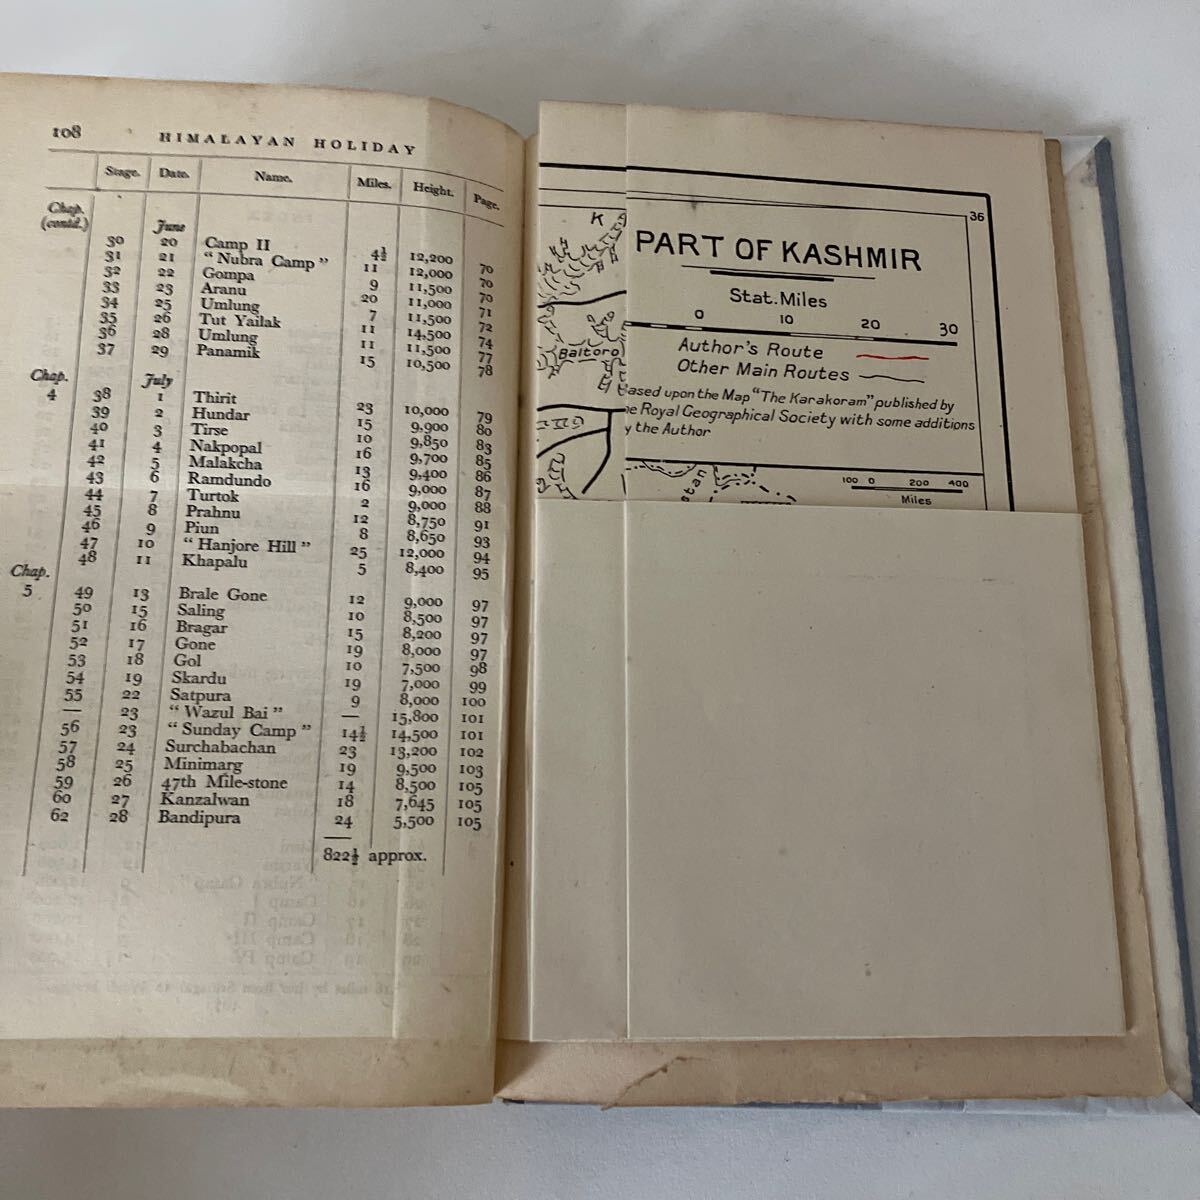 108 HIMALAYAN HOLIDAY
Stage. Date. Name. Miles. Height. Page.
Chap.
(contd.) June
30 20 Camp II 4½ 12,200 70
31 21 "Nubra Camp" 11 12,000 70
32 22 Gompa 9 11,500 70
33 23 Aranu 20 11,000 71
34 25 Umlung 7 11,500 72
35 26 Tut Yailak 11 14,500 74
36 28 Umlung 11 11,500 77
37 29 Panamik 15 10,500 78
Chap. July
4 38 1 Thirit 23 10,000 79
39 2 Hundar 15 9,900 80
40 3 Tirse 10 9,850 83
41 4 Nakpopal 16 9,700 85
42 5 Malakcha 13 9,400 86
43 6 Ramdundo 16 9,000 87
44 7 Turtok 2 9,000 88
45 8 Prahnu 12 8,750 91
46 9 Piun 8 8,650 93
47 10 "Hanjore Hill" 25 12,000 94
48 11 Khapalu 5 8,400 95
Chap.
5 49 13 Brale Gone 12 9,000 97
50 15 Saling 10 8,500 97
51 16 Bragar 15 8,200 97
52 17 Gone 19 8,000 97
53 18 Gol 10 7,500 98
54 19 Skardu 19 7,000 99
55 22 Satpura 9 8,000 100
— 23 "Wazul Bai" — 15,800 101
56 23 "Sunday Camp" 14½ 14,500 101
57 24 Surchabachan 23 13,200 102
58 25 Minimarg 19 9,500 103
59 26 47th Mile-stone 14 8,500 105
60 27 Kanzalwan 18 7,645 105
62 28 Bandipura 24 5,500 105
822½ approx.
36
K
PART OF KASHMIR
Stat. Miles
0 10 20 30
Author's Route
Other Main Routes
Baltoro
ased upon the Map "The Karakoram" published by
e Royal Geographical Society with some additions
y the Author
100 0 200 400
Miles